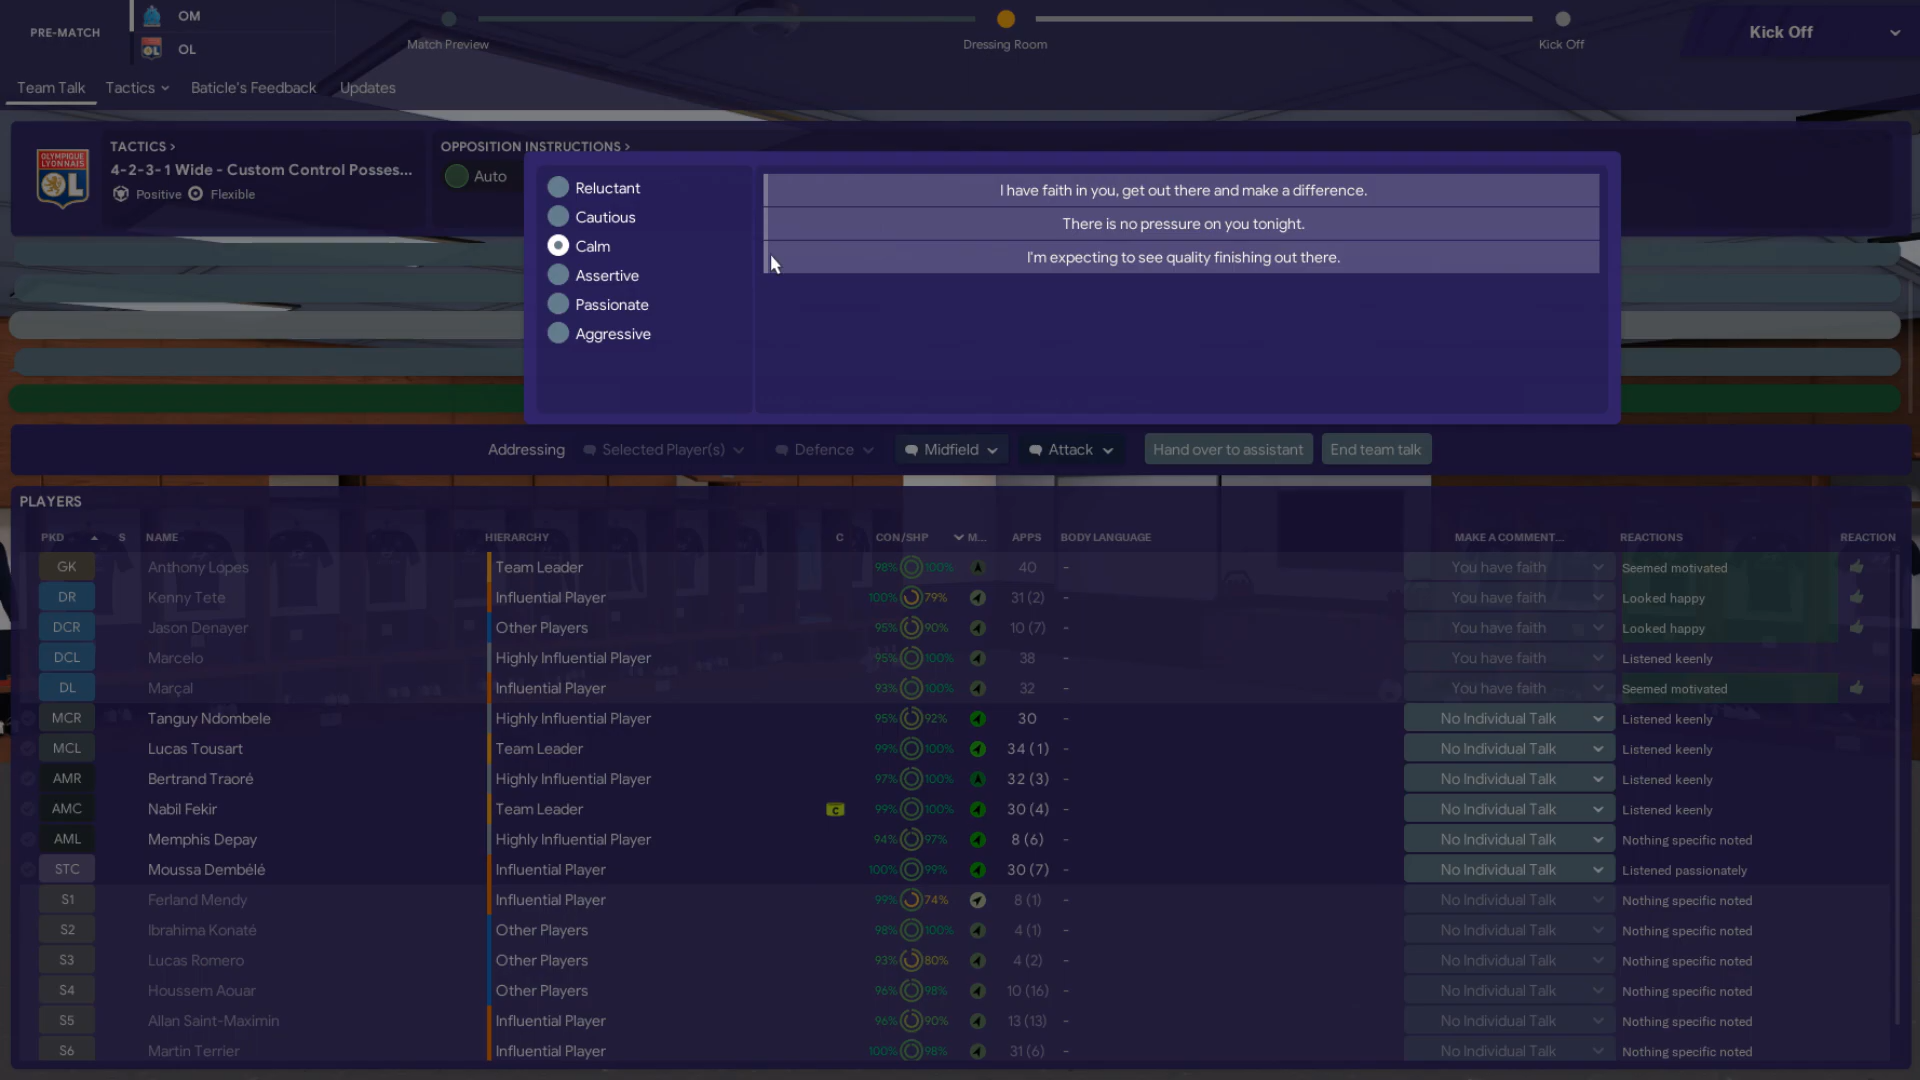 PRE-MATCH
OM
OL
Match Preview
Dressing Room
Kick Off
Kick Off
Team Talk Tactics Baticle's Feedback Updates
OLYMPIQUE LYONNAIS
OL
TACTICS >
4-2-3-1 Wide - Custom Control Posses...
Positive Flexible
OPPOSITION INSTRUCTIONS >
Auto
Reluctant
Cautious
Calm
Assertive
Passionate
Aggressive
I have faith in you, get out there and make a difference.
There is no pressure on you tonight.
I'm expecting to see quality finishing out there.
Addressing Selected Player(s) Defence Midfield Attack Hand over to assistant End team talk
PLAYERS
PKD S NAME HIERARCHY C CON/SHP M... APPS BODY LANGUAGE MAKE A COMMENT... REACTIONS REACTION
GK Anthony Lopes Team Leader 98% 100% 40 - You have faith Seemed motivated
DR Kenny Tete Influential Player 100% 79% 31 (2) - You have faith Looked happy
DCR Jason Denayer Other Players 95% 90% 10 (7) - You have faith Looked happy
DCL Marcelo Highly Influential Player 95% 100% 38 - You have faith Listened keenly
DL Marçal Influential Player 93% 100% 32 - You have faith Seemed motivated
MCR Tanguy Ndombele Highly Influential Player 95% 92% 30 No Individual Talk Listened keenly
MCL Lucas Tousart Team Leader 99% 100% 34 (1) - No Individual Talk Listened keenly
AMR Bertrand Traoré Highly Influential Player 97% 100% 32 (3) - No Individual Talk Listened keenly
AMC Nabil Fekir Team Leader C 99% 100% 30 (4) - No Individual Talk Listened keenly
AML Memphis Depay Highly Influential Player 94% 97% 8 (6) - No Individual Talk Nothing specific noted
STC Moussa Dembélé Influential Player 100% 99% 30 (7) - No Individual Talk Listened passionately
S1 Ferland Mendy Influential Player 99% 74% 8 (1) - No Individual Talk Nothing specific noted
S2 Ibrahima Konaté Other Players 98% 100% 4 (1) - No Individual Talk Nothing specific noted
S3 Lucas Romero Other Players 93% 80% 4 (2) - No Individual Talk Nothing specific noted
S4 Houssem Aouar Other Players 96% 98% 10 (16) - No Individual Talk Nothing specific noted
S5 Allan Saint-Maximin Influential Player 96% 90% 13 (13) - No Individual Talk Nothing specific noted
S6 Martin Terrier Influential Player 100% 98% 31 (6) - No Individual Talk Nothing specific noted